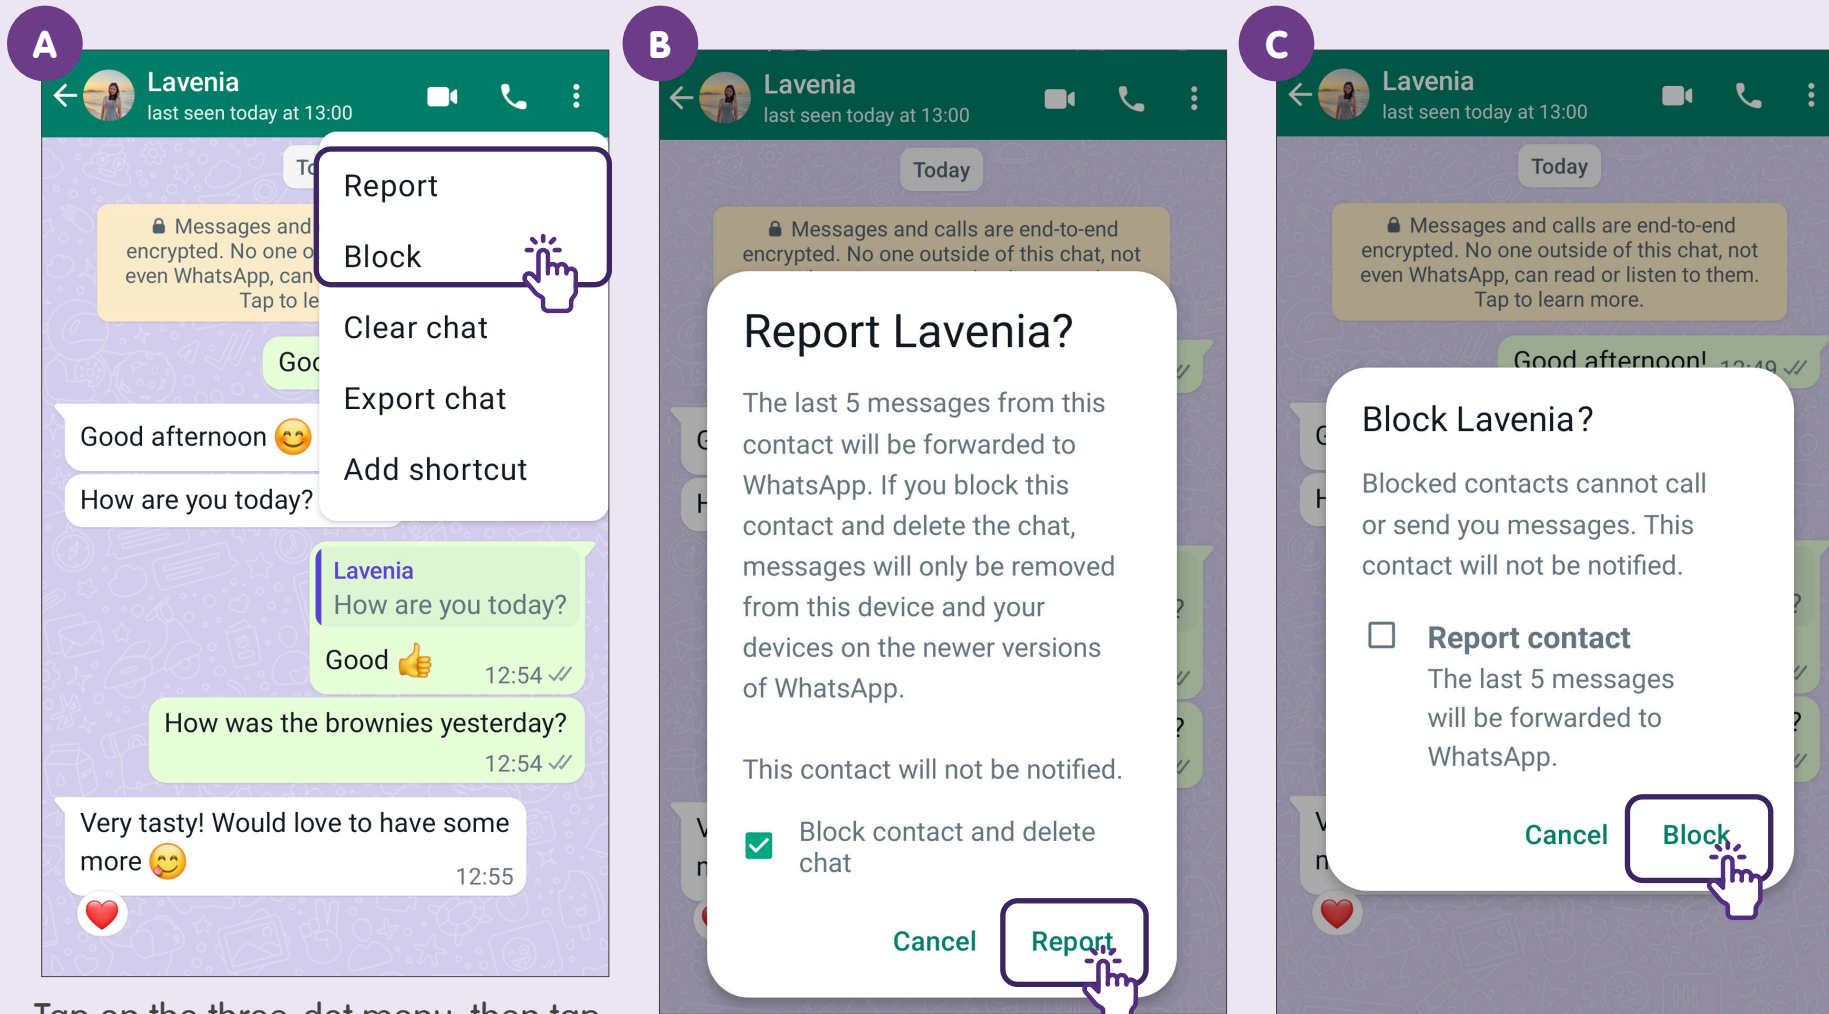 A
Lavenia
last seen today at 13:00
Report
Block
Clear chat
Export chat
Add shortcut
Messages and
encrypted. No one
even WhatsApp, can
Tap to
Good afternoon 😊
How are you today?
Lavenia
How are you today?
Good 👍
12:54
How was the brownies yesterday?
12:54
Very tasty! Would love to have some
more 😋
12:55
❤️
Tap on the three-dot menu, then tap
B
Lavenia
last seen today at 13:00
Today
Messages and calls are end-to-end
encrypted. No one outside of this chat, not
Report Lavenia?
The last 5 messages from this
contact will be forwarded to
WhatsApp. If you block this
contact and delete the chat,
messages will only be removed
from this device and your
devices on the newer versions
of WhatsApp.
This contact will not be notified.
Block contact and delete
chat
Cancel
Report
C
Lavenia
last seen today at 13:00
Today
Messages and calls are end-to-end
encrypted. No one outside of this chat, not
even WhatsApp, can read or listen to them.
Tap to learn more.
Good afternoon! 12:49
Block Lavenia?
Blocked contacts cannot call
or send you messages. This
contact will not be notified.
Report contact
The last 5 messages
will be forwarded to
WhatsApp.
Cancel
Block